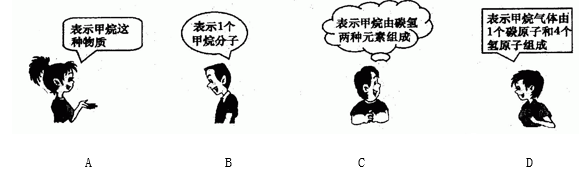 表示甲烷这
种物质
表示1个
甲烷分子
表示甲烷由碳氢
两种元素组成
表示甲烷气体由
1个碳原子和4个
氢原子组成
A
B
C
D